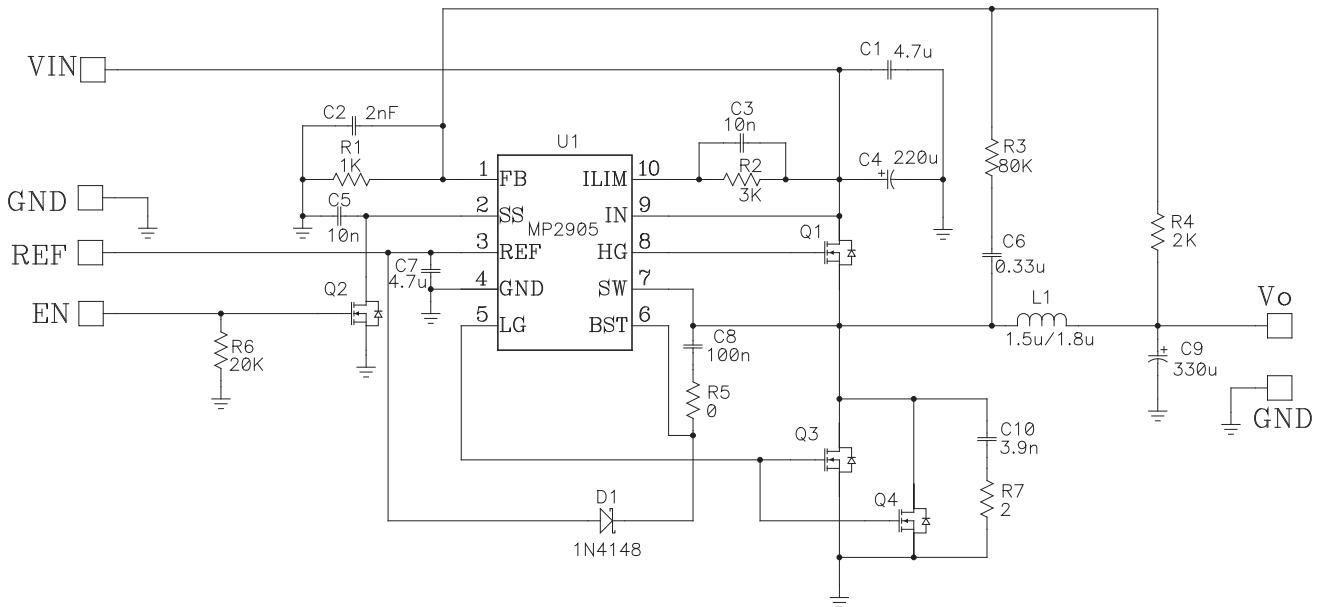 VIN
GND
REF
EN
C2 2nF
R1
1K
C5
10n
Q2
R6
20K
C7
4.7u
U1
MP2905
1 FB
2 SS
3 REF
4 GND
5 LG
ILIM 10
IN 9
HG 8
SW 7
BST 6
C3
10n
R2
3K
C1 4.7u
C4 + 220u
Q1
C8
100n
R5
0
D1
1N4148
Q3
Q4
C10
3.9n
R7
2
R3
80K
C6
0.33u
R4
2K
L1
1.5u/1.8u
+ C9
330u
Vo
GND